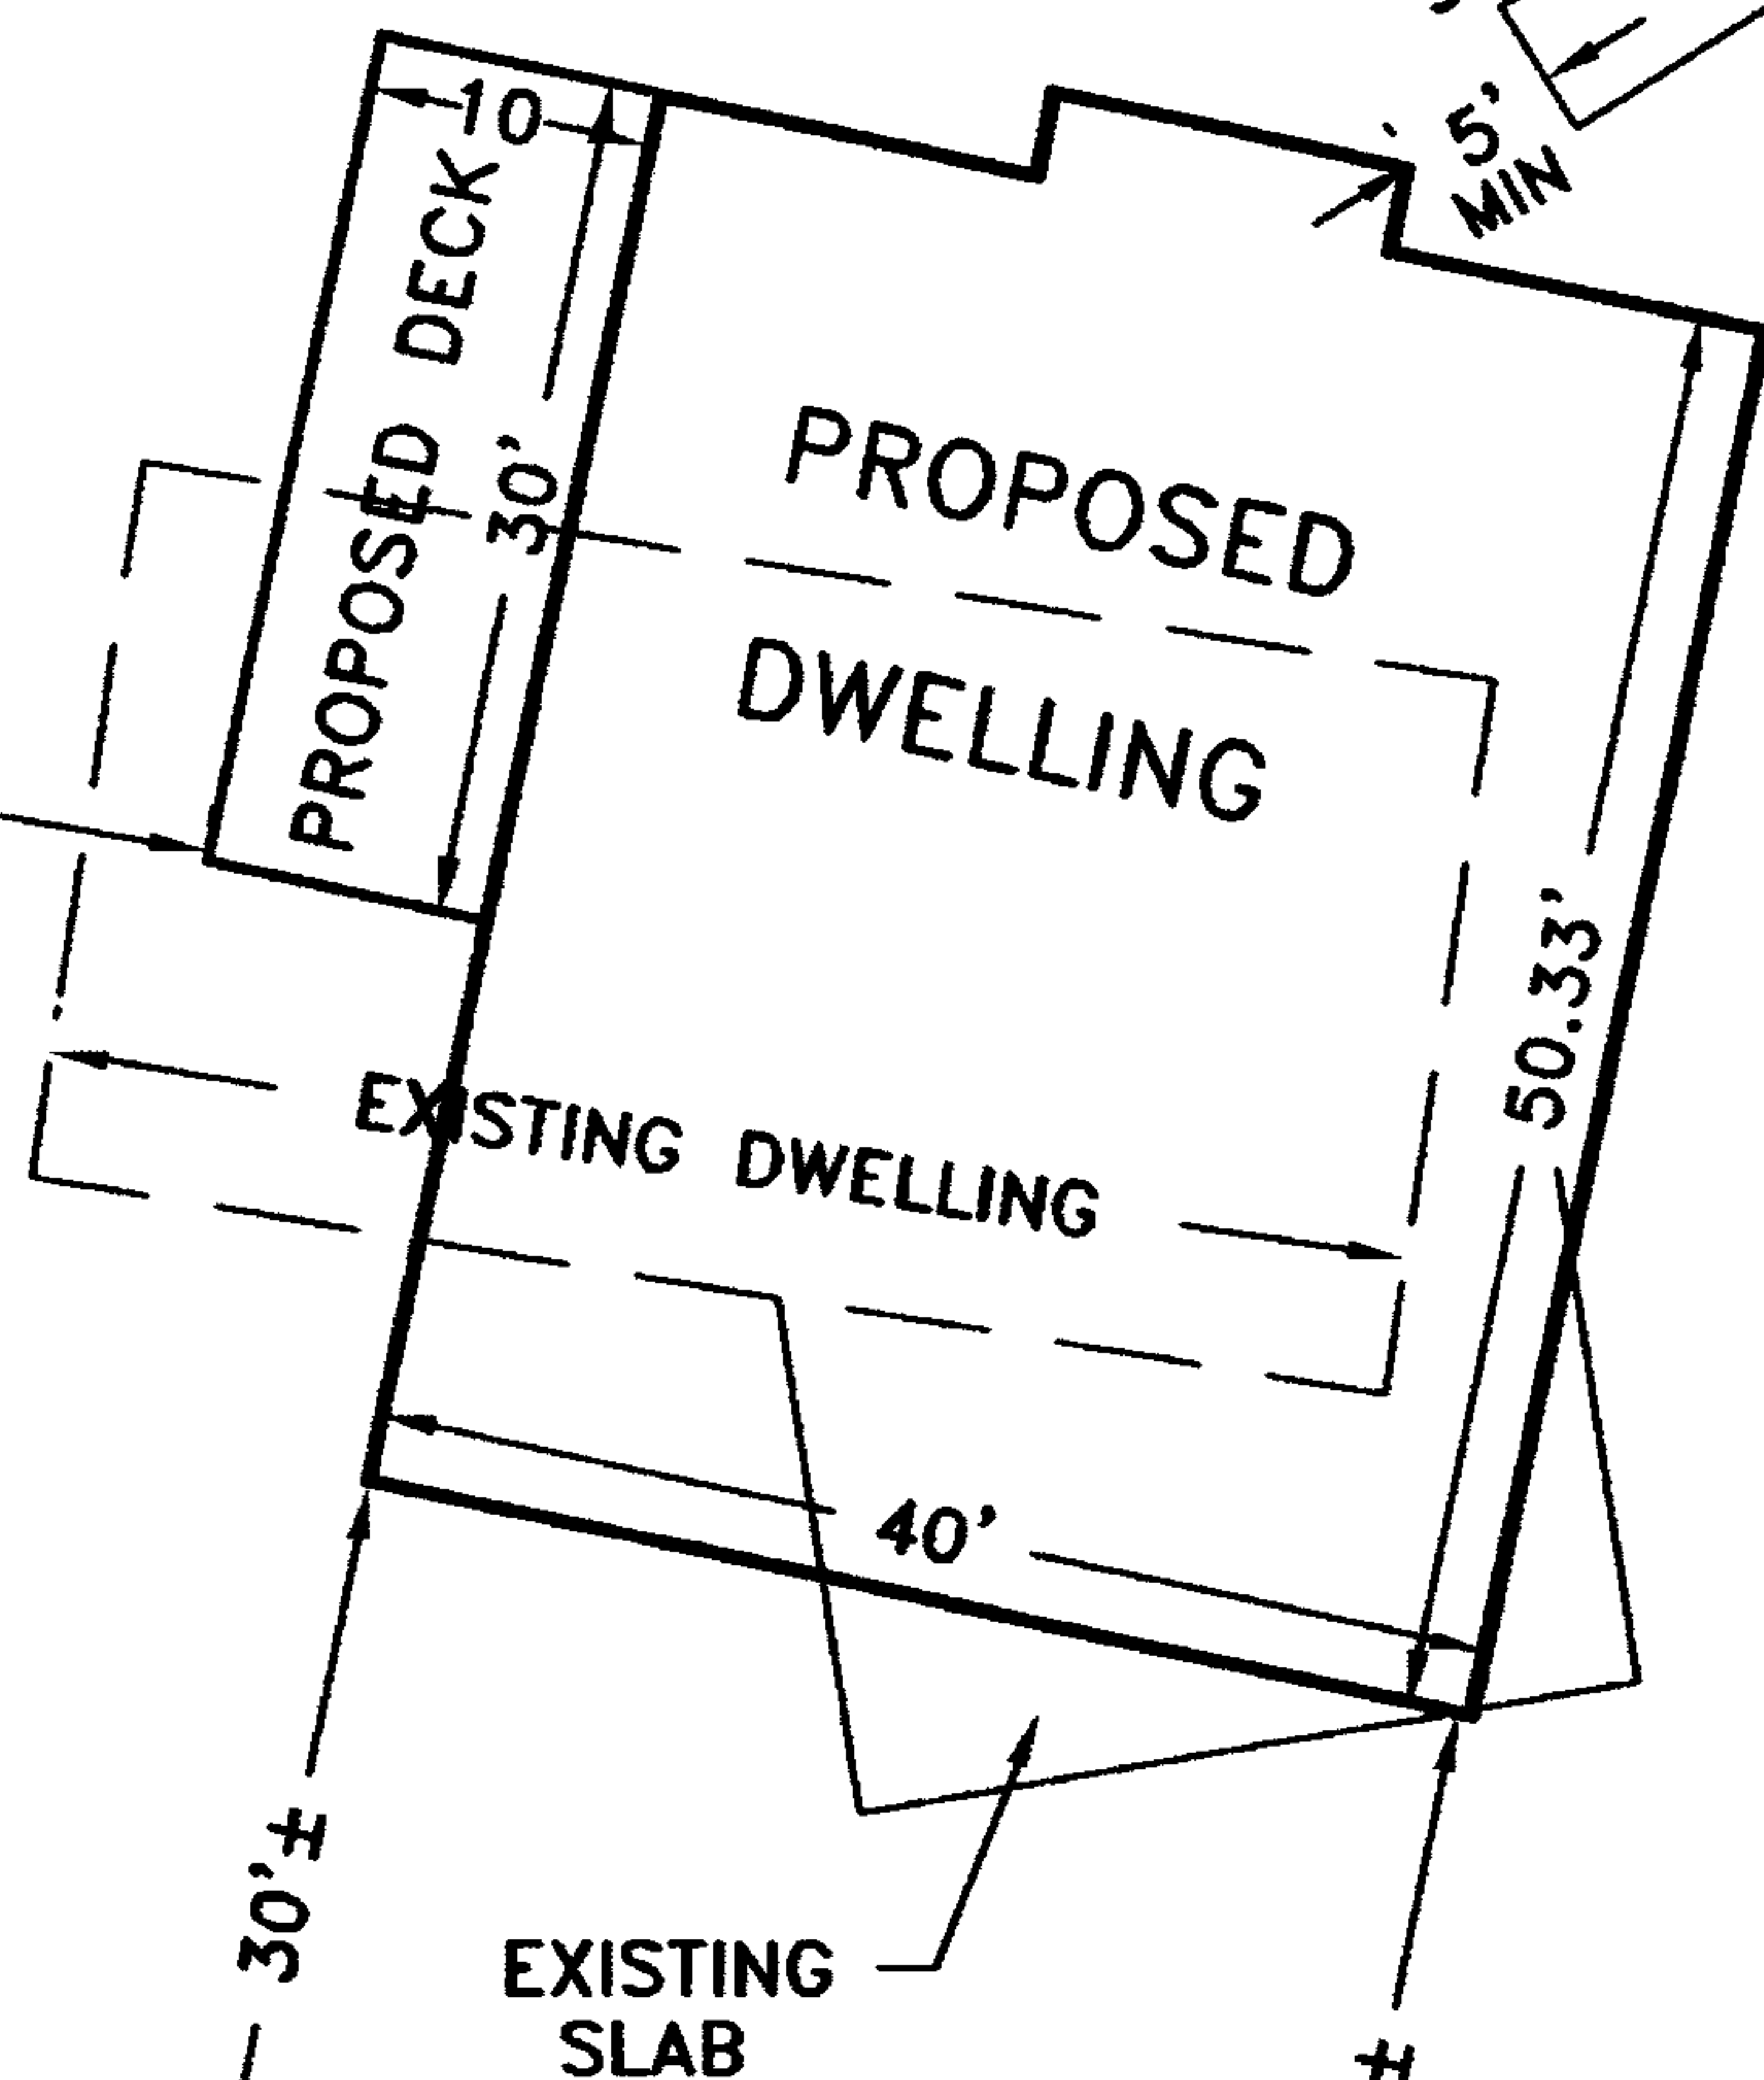 5'
MIN
10
PROPOSED DECK
30'
PROPOSED
DWELLING
50.33'
EXISTING DWELLING
40'
30'±
EXISTING
SLAB
±